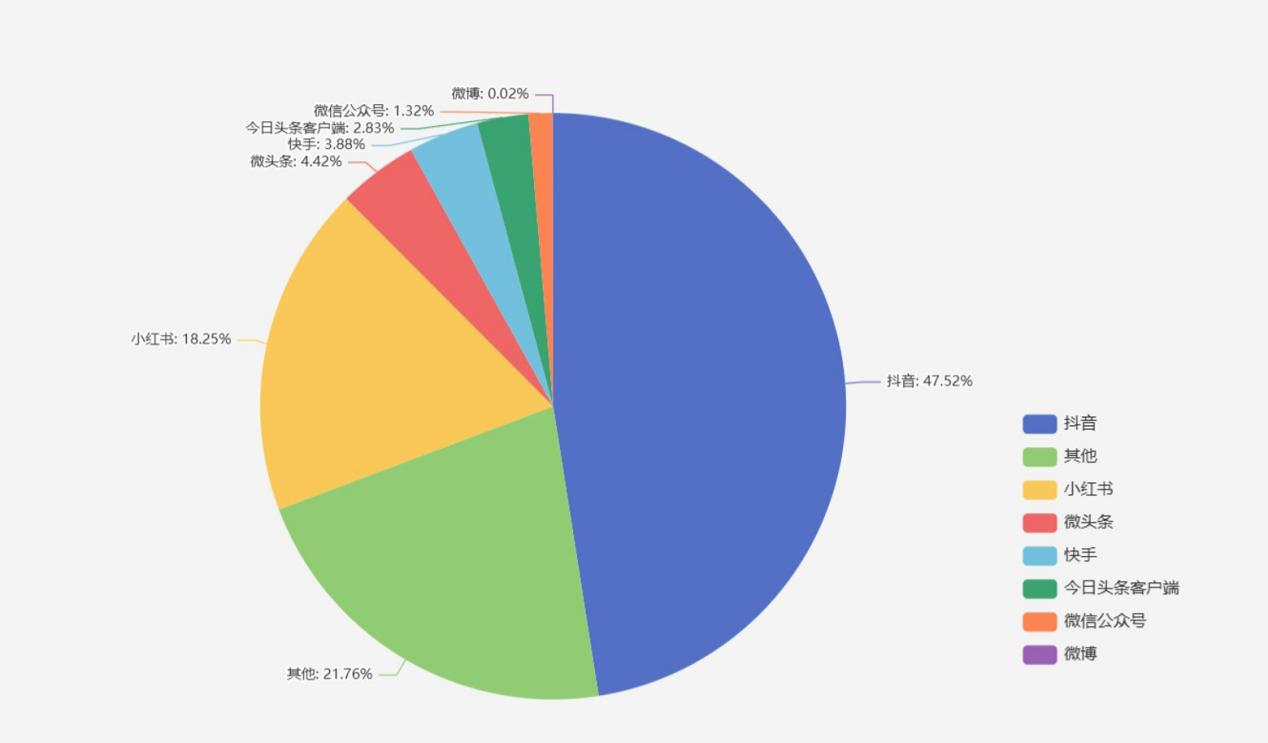 微博: 0.02%
微信公众号: 1.32%
今日头条客户端: 2.83%
快手: 3.88%
微头条: 4.42%
小红书: 18.25%
抖音: 47.52%
其他: 21.76%
抖音
其他
小红书
微头条
快手
今日头条客户端
微信公众号
微博